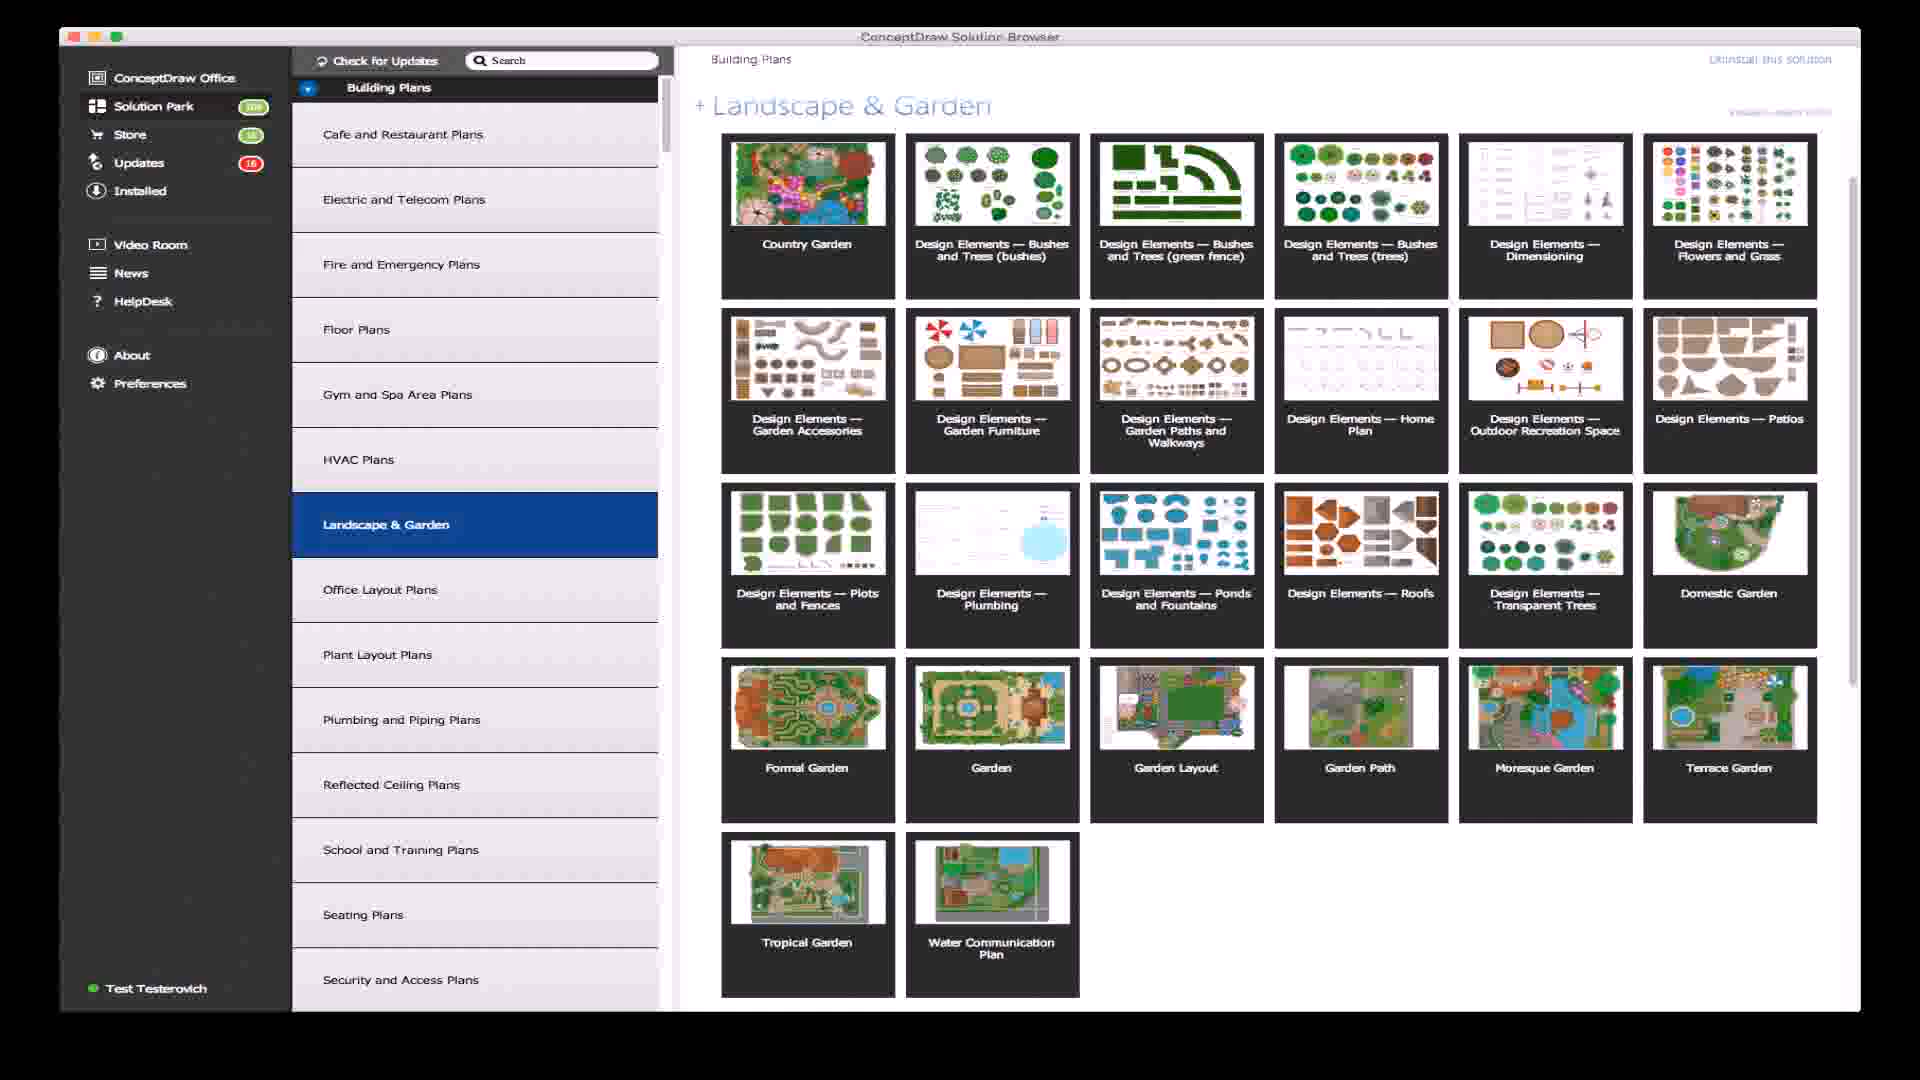 ConceptDraw Solution Browser
ConceptDraw Office
Solution Park
Store
Updates
16
Installed
Video Room
News
HelpDesk
About
Preferences
Test Testerovich
Check for Updates
Search
Building Plans
Cafe and Restaurant Plans
Electric and Telecom Plans
Fire and Emergency Plans
Floor Plans
Gym and Spa Area Plans
HVAC Plans
Landscape & Garden
Office Layout Plans
Plant Layout Plans
Plumbing and Piping Plans
Reflected Ceiling Plans
School and Training Plans
Seating Plans
Security and Access Plans
Building Plans
Uninstall this solution
+ Landscape & Garden
Country Garden
Design Elements — Bushes
and Trees (bushes)
Design Elements — Bushes
and Trees (green fence)
Design Elements — Bushes
and Trees (trees)
Design Elements —
Dimensioning
Design Elements —
Flowers and Grass
Design Elements —
Garden Accessories
Design Elements —
Garden Furniture
Design Elements —
Garden Paths and
Walkways
Design Elements — Home
Plan
Design Elements —
Outdoor Recreation Space
Design Elements — Patios
Design Elements — Plots
and Fences
Design Elements —
Plumbing
Design Elements — Ponds
and Fountains
Design Elements — Roofs
Design Elements —
Transparent Trees
Domestic Garden
Formal Garden
Garden
Garden Layout
Garden Path
Moresque Garden
Terrace Garden
Tropical Garden
Water Communication
Plan